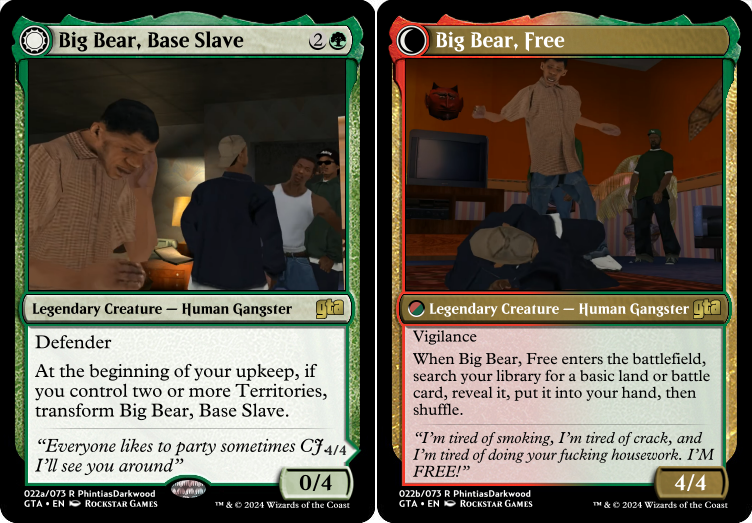 Big Bear, Base Slave 2
Legendary Creature — Human Gangster gta
Defender
At the beginning of your upkeep, if
you control two or more Territories,
transform Big Bear, Base Slave.
“Everyone likes to party sometimes CJ,
I’ll see you around”
4/4
0/4
022a/073 R PhintiasDarkwood
GTA • EN Rockstar Games
™ & © 2024 Wizards of the Coast
Big Bear, Free
Legendary Creature — Human Gangster gta
Vigilance
When Big Bear, Free enters the battlefield,
search your library for a basic land or battle
card, reveal it, put it into your hand, then
shuffle.
“I’m tired of smoking, I’m tired of crack, and
I’m tired of doing your fucking housework. I’M
FREE!”
4/4
022b/073 R PhintiasDarkwood
GTA • EN Rockstar Games
™ & © 2024 Wizards of the Coast